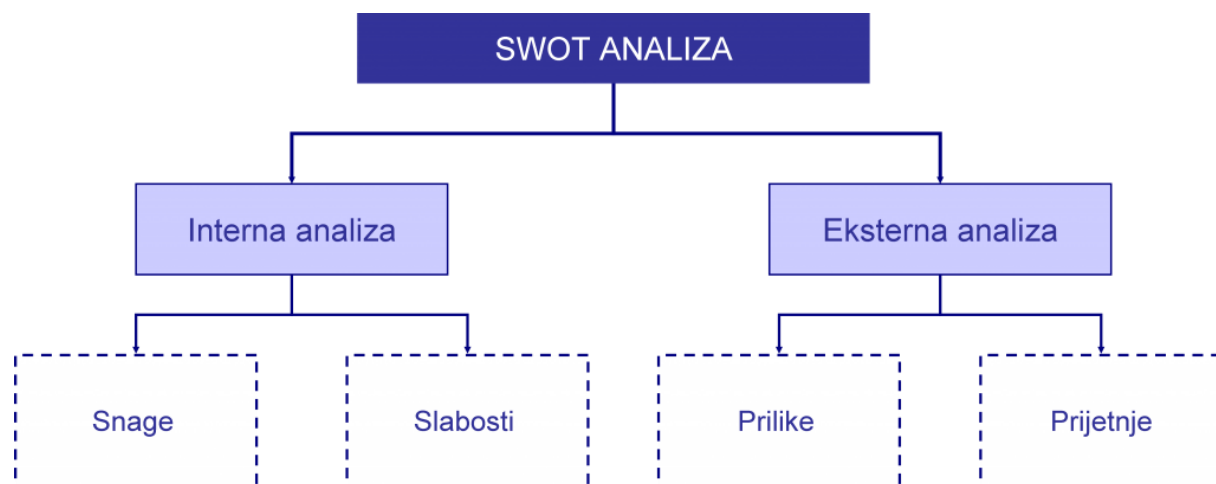 SWOT ANALIZA
Interna analiza
Eksterna analiza
Snage
Slabosti
Prilike
Prijetnje